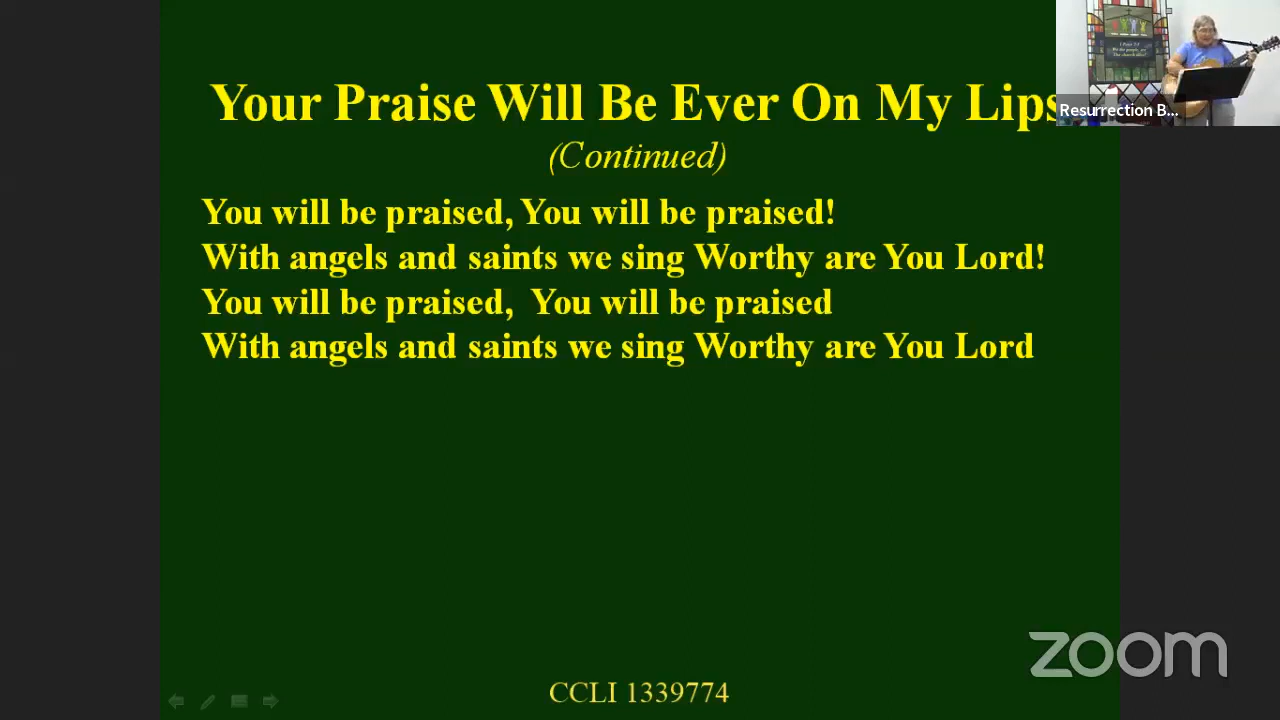 Your Praise Will Be Ever On My Lips
(Continued)
You will be praised, You will be praised!
With angels and saints we sing Worthy are You Lord!
You will be praised,  You will be praised
With angels and saints we sing Worthy are You Lord
Resurrection B...
zoom
CCLI 1339774